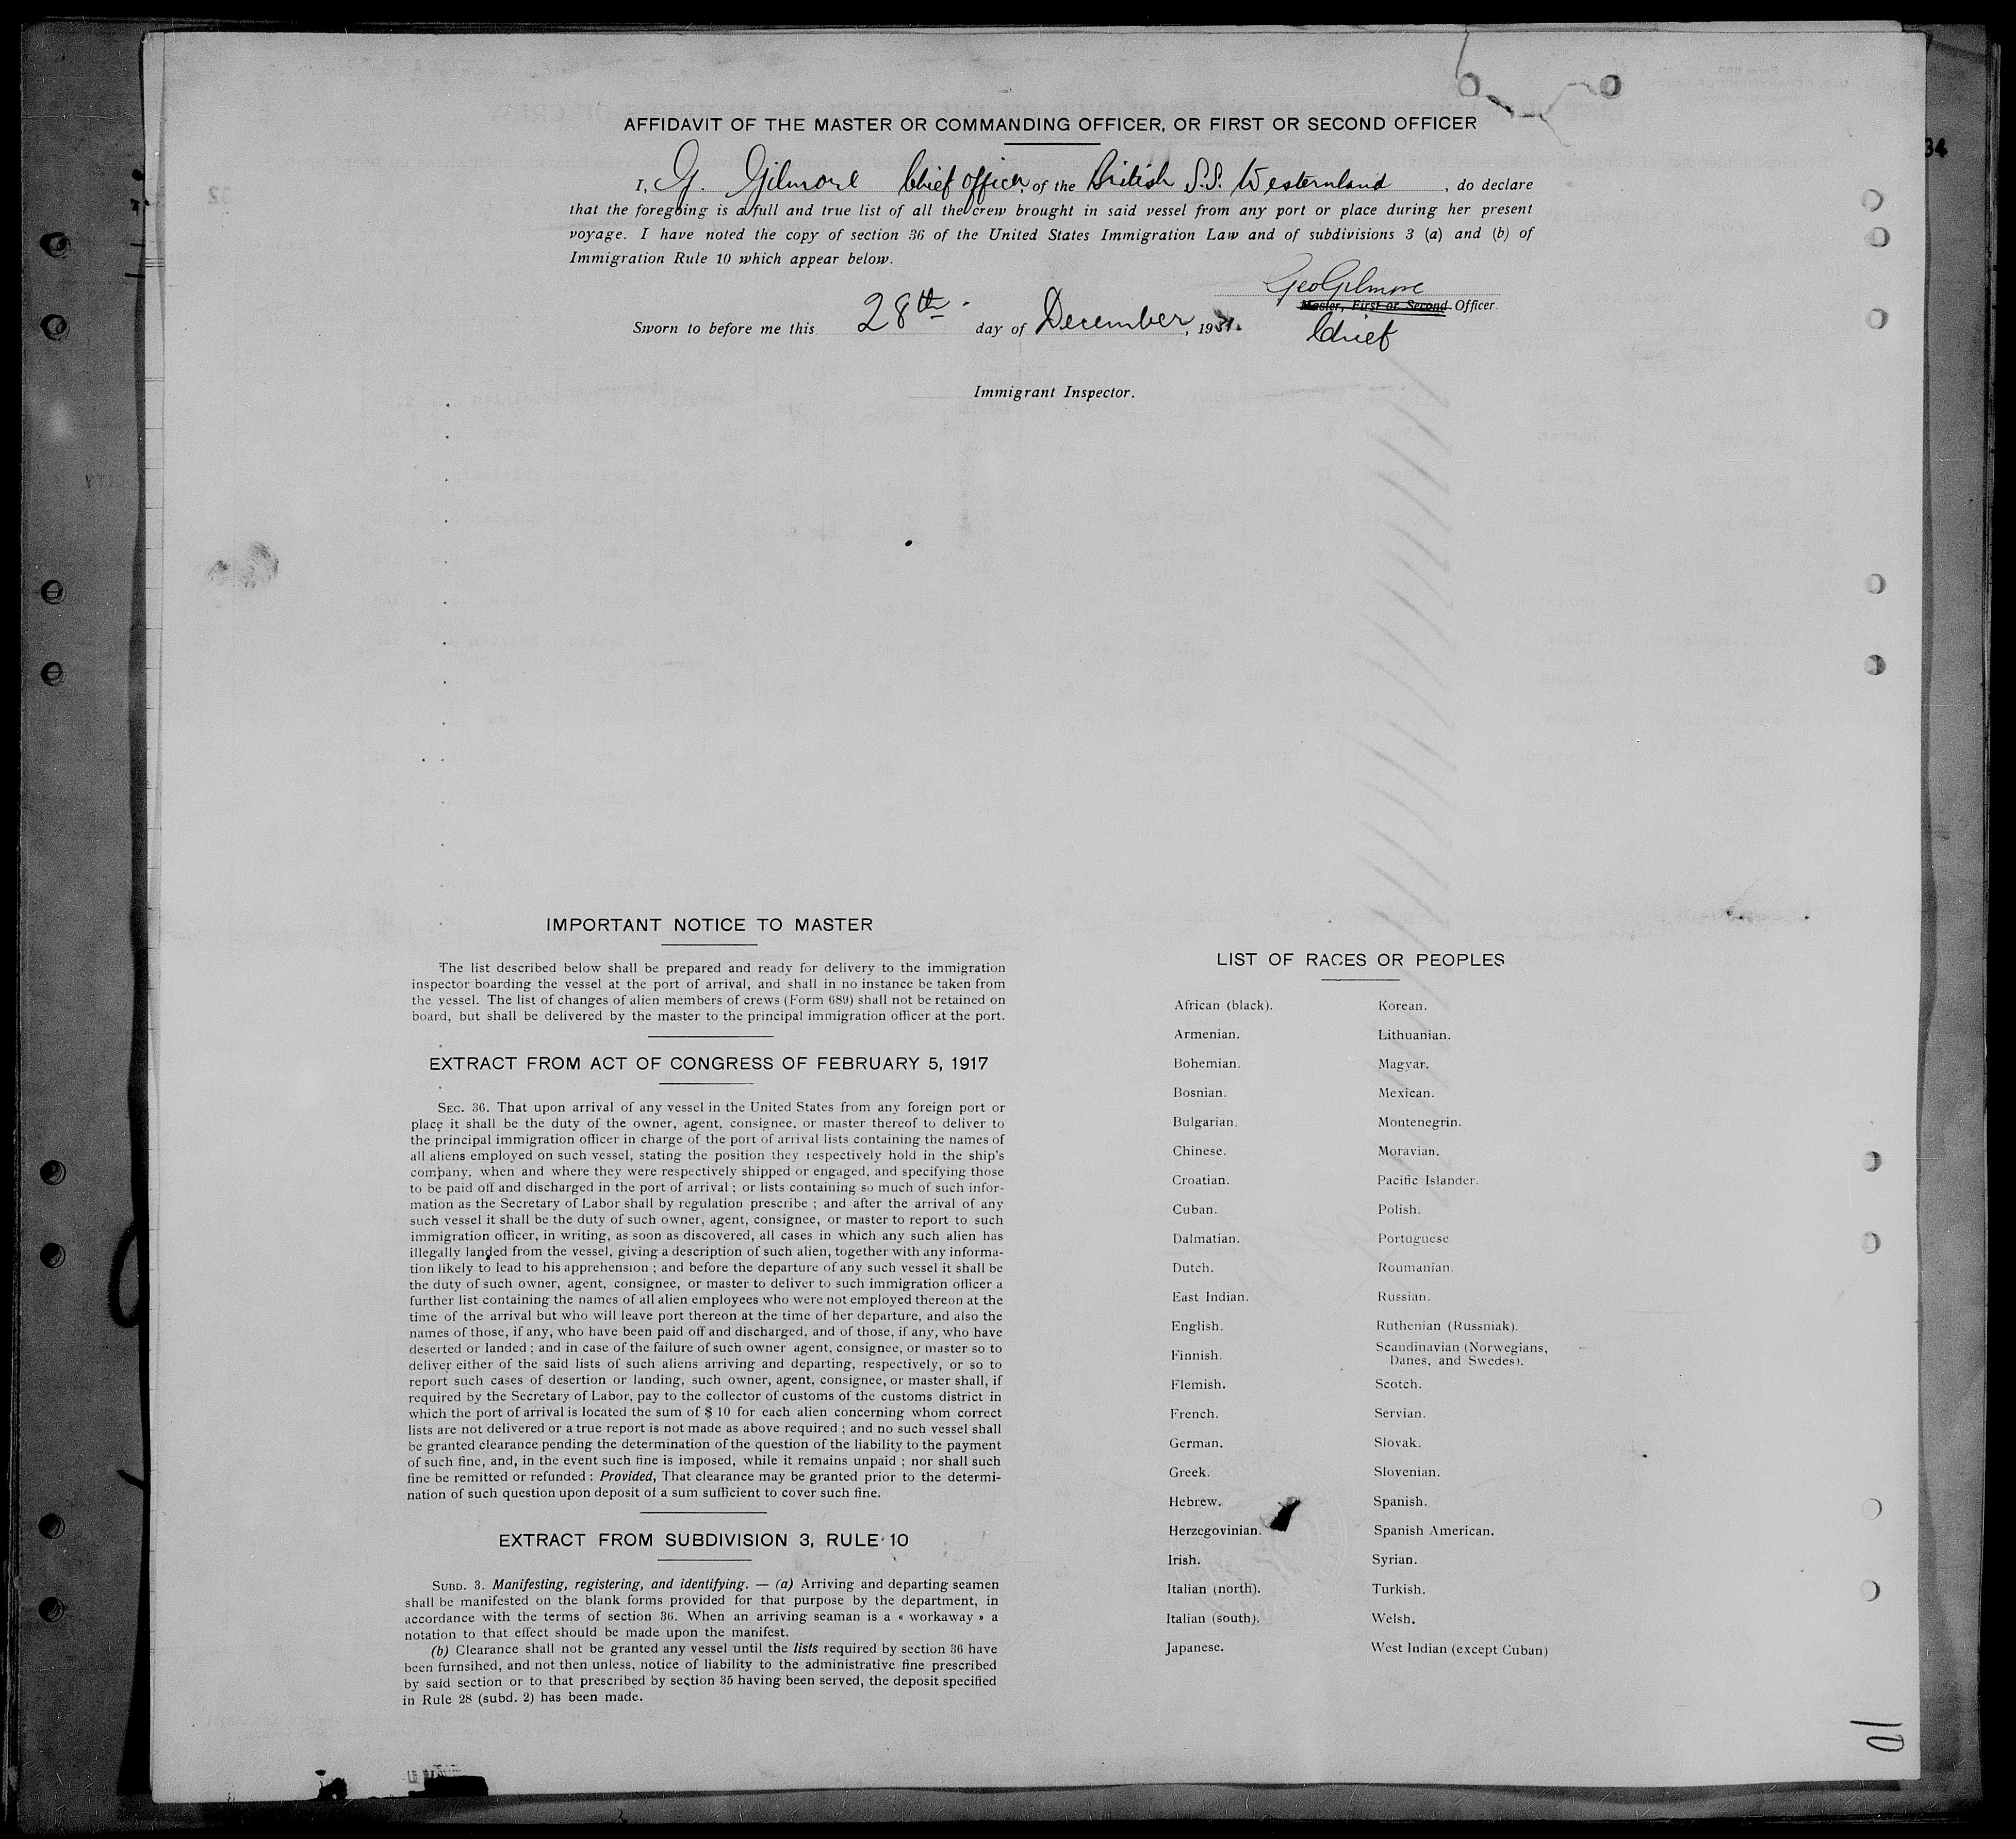 AFFIDAVIT OF THE MASTER OR COMMANDING OFFICER, OR FIRST OR SECOND OFFICER
I, G. Gilmore Chief officer, of the British S.S. Westernland, do declare
that the foregoing is a full and true list of all the crew brought in said vessel from any port or place during her present
voyage. I have noted the copy of section 36 of the United States Immigration Law and of subdivisions 3 (a) and (b) of
Immigration Rule 10 which appear below.
Geo Gilmore
Master, First or Second Officer.
Sworn to before me this 28th day of December, 1931.
Chief
Immigrant Inspector.
IMPORTANT NOTICE TO MASTER
The list described below shall be prepared and ready for delivery to the immigration
inspector boarding the vessel at the port of arrival, and shall in no instance be taken from
the vessel. The list of changes of alien members of crews (Form 689) shall not be retained on
board, but shall be delivered by the master to the principal immigration officer at the port.
EXTRACT FROM ACT OF CONGRESS OF FEBRUARY 5, 1917
SEC. 36. That upon arrival of any vessel in the United States from any foreign port or
place it shall be the duty of the owner, agent, consignee, or master thereof to deliver to
the principal immigration officer in charge of the port of arrival lists containing the names of
all aliens employed on such vessel, stating the position they respectively hold in the ship's
company, when and where they were respectively shipped or engaged, and specifying those
to be paid off and discharged in the port of arrival ; or lists containing so much of such infor-
mation as the Secretary of Labor shall by regulation prescribe ; and after the arrival of any
such vessel it shall be the duty of such owner, agent, consignee, or master to report to such
immigration officer, in writing, as soon as discovered, all cases in which any such alien has
illegally landed from the vessel, giving a description of such alien, together with any informa-
tion likely to lead to his apprehension ; and before the departure of any such vessel it shall be
the duty of such owner, agent, consignee, or master to deliver to such immigration officer a
further list containing the names of all alien employees who were not employed thereon at the
time of the arrival but who will leave port thereon at the time of her departure, and also the
names of those, if any, who have been paid off and discharged, and of those, if any, who have
deserted or landed ; and in case of the failure of such owner agent, consignee, or master so to
deliver either of the said lists of such aliens arriving and departing, respectively, or so to
report such cases of desertion or landing, such owner, agent, consignee, or master shall, if
required by the Secretary of Labor, pay to the collector of customs of the customs district in
which the port of arrival is located the sum of $ 10 for each alien concerning whom correct
lists are not delivered or a true report is not made as above required ; and no such vessel shall
be granted clearance pending the determination of the question of the liability to the payment
of such fine, and, in the event such fine is imposed, while it remains unpaid ; nor shall such
fine be remitted or refunded : Provided, That clearance may be granted prior to the determi-
nation of such question upon deposit of a sum sufficient to cover such fine.
EXTRACT FROM SUBDIVISION 3, RULE 10
SUBD. 3. Manifesting, registering, and identifying. — (a) Arriving and departing seamen
shall be manifested on the blank forms provided for that purpose by the department, in
accordance with the terms of section 36. When an arriving seaman is a « workaway » a
notation to that effect should be made upon the manifest.
(b) Clearance shall not be granted any vessel until the lists required by section 36 have
been furnsihed, and not then unless, notice of liability to the administrative fine prescribed
by said section or to that prescribed by section 35 having been served, the deposit specified
in Rule 28 (subd. 2) has been made.
LIST OF RACES OR PEOPLES
African (black). Korean.
Armenian. Lithuanian.
Bohemian. Magyar.
Bosnian. Mexican.
Bulgarian. Montenegrin.
Chinese. Moravian.
Croatian. Pacific Islander.
Cuban. Polish.
Dalmatian. Portuguese
Dutch. Roumanian.
East Indian. Russian.
English. Ruthenian (Russniak).
Finnish. Scandinavian (Norwegians,
Danes, and Swedes).
Flemish. Scotch.
French. Servian.
German. Slovak.
Greek. Slovenian.
Hebrew. Spanish.
Herzegovinian. Spanish American.
Irish. Syrian.
Italian (north). Turkish.
Italian (south). Welsh.
Japanese. West Indian (except Cuban)
34
10